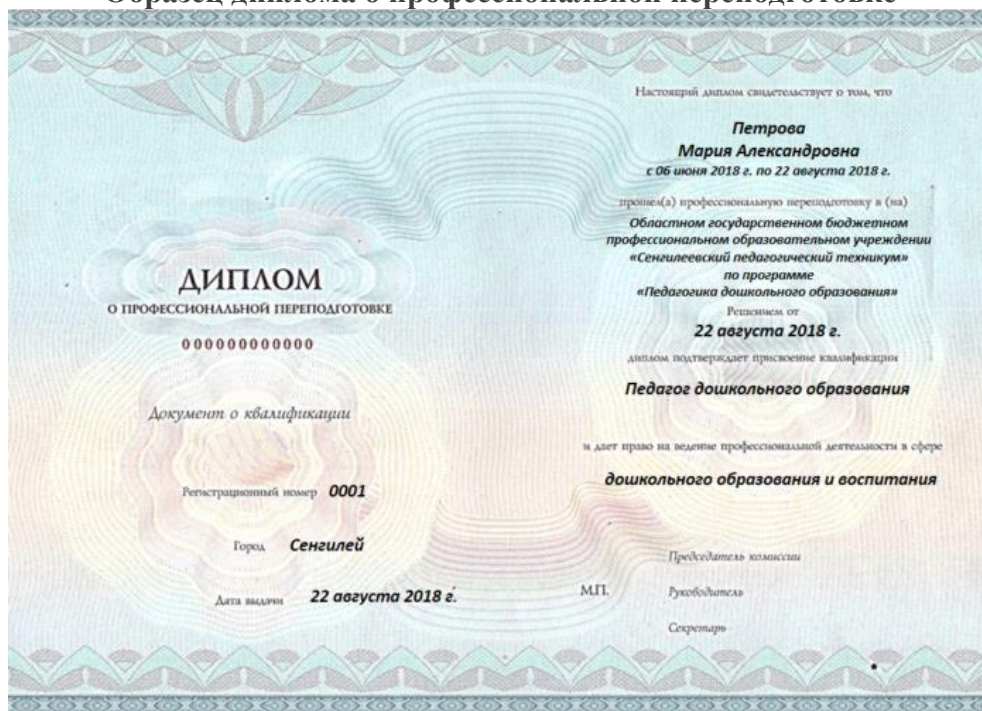 Образец диплома о профессиональной переподготовке
ДИПЛОМ
О ПРОФЕССИОНАЛЬНОЙ ПЕРЕПОДГОТОВКЕ
000000000000
Документ о квалификации
Регистрационный номер 0001
Город Сенгилей
Дата выдачи 22 августа 2018 г.
Настоящий диплом свидетельствует о том, что
Петрова
Мария Александровна
с 06 июня 2018 г. по 22 августа 2018 г.
прошел(а) профессиональную переподготовку в (на)
Областном государственном бюджетном
профессиональном образовательном учреждении
«Сенгилеевский педагогический техникум»
по программе
«Педагогика дошкольного образования»
Решением от
22 августа 2018 г.
диплом подтверждает присвоение квалификации
Педагог дошкольного образования
и дает право на ведение профессиональной деятельности в сфере
дошкольного образования и воспитания
Председатель комиссии
М.П. Руководитель
Секретарь